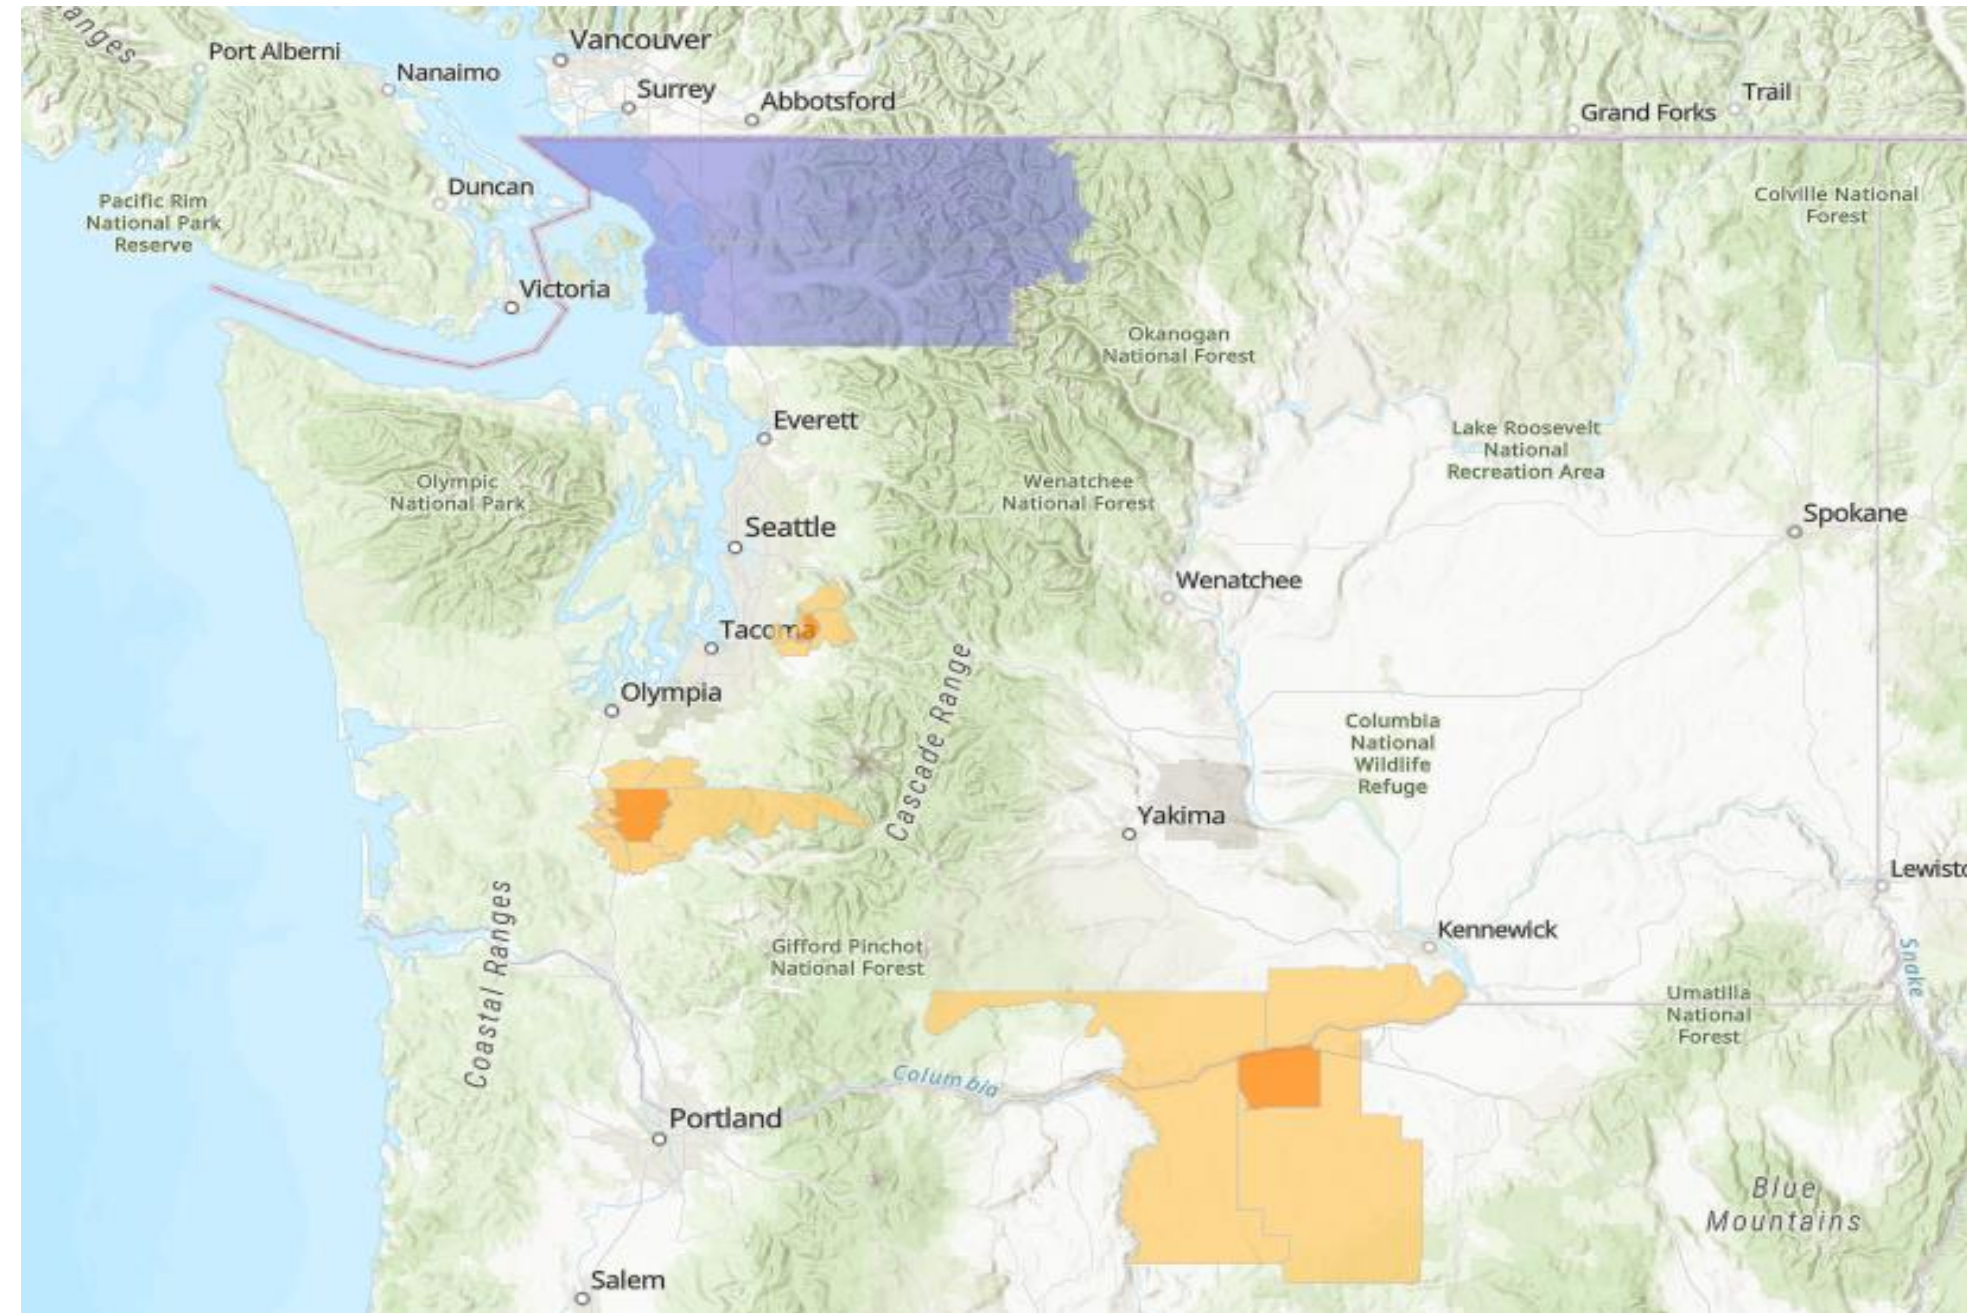 anges
Port Alberni
Vancouver
Nanaimo
Surrey
Abbotsford
Grand Forks
Trail
Duncan
Pacific Rim
National Park
Reserve
Colville National
Forest
Victoria
Okanogan
National Forest
Everett
Lake Roosevelt
National
Recreation Area
Olympic
National Park
Wenatchee
National Forest
Seattle
Spokane
Wenatchee
Tacoma
Olympia
Cascade Range
Columbia
National
Wildlife
Refuge
Yakima
Lewisto
Coastal Ranges
Kennewick
Gifford Pinchot
National Forest
Snake
Umatilla
National
Forest
Columbia
Portland
Blue
Mountains
Salem